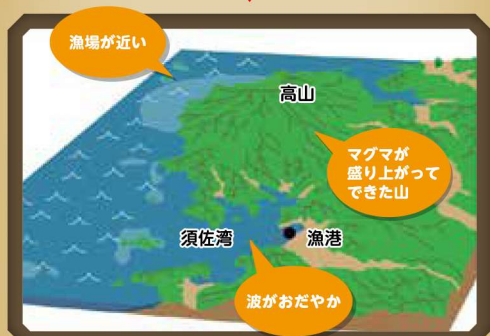 漁場が近い
高山
マグマが
盛り上がって
できた山
須佐湾
漁港
波がおだやか